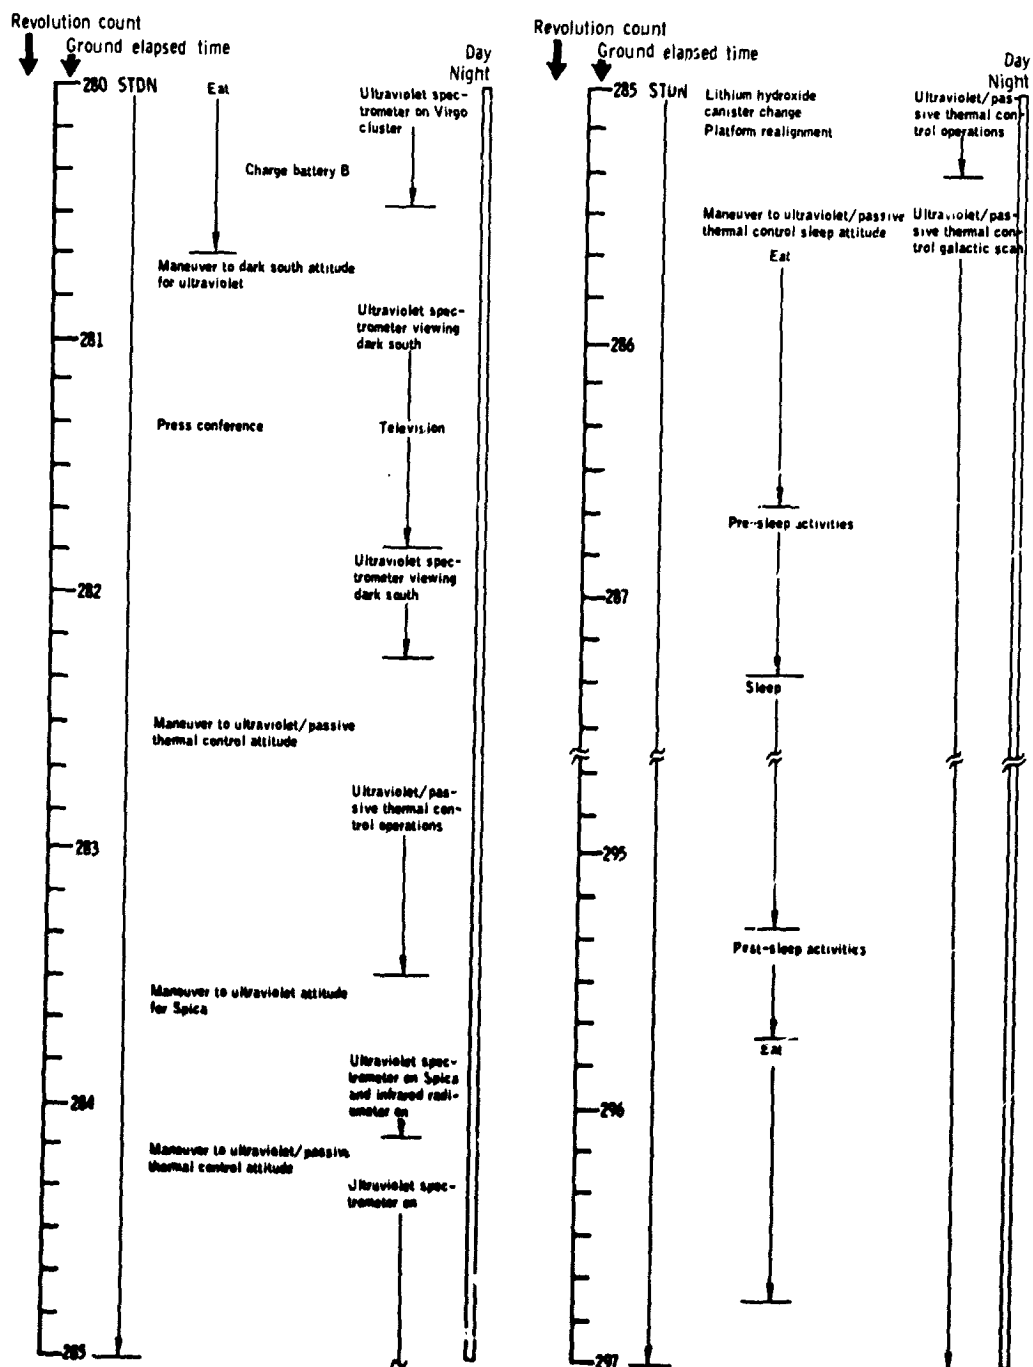 Revolution count
Ground elapsed time
Day
Night
280 STDN
Eat
Ultraviolet spec-
trometer on Virgo
cluster
Charge battery B
Maneuver to dark south attitude
for ultraviolet
Ultraviolet spec-
trometer viewing
dark south
281
Press conference
Television
Ultraviolet spec-
trometer viewing
dark south
282
Maneuver to ultraviolet/passive
thermal control attitude
Ultraviolet/pas-
sive thermal con-
trol operations
283
Maneuver to ultraviolet attitude
for Spica
Ultraviolet spec-
trometer on Spica
and infrared radi-
ometer on
284
Maneuver to ultraviolet/passive
thermal control attitude
Ultraviolet spec-
trometer on
285
Revolution count
Ground elapsed time
Day
Night
285 STDN
Lithium hydroxide
canister change
Platform realignment
Ultraviolet/pas-
sive thermal con-
trol operations
Maneuver to ultraviolet/passive
thermal control sleep attitude
Ultraviolet/pas-
sive thermal con-
trol galactic scan
Eat
286
Pre-sleep activities
287
Sleep
295
Post-sleep activities
Eat
296
297